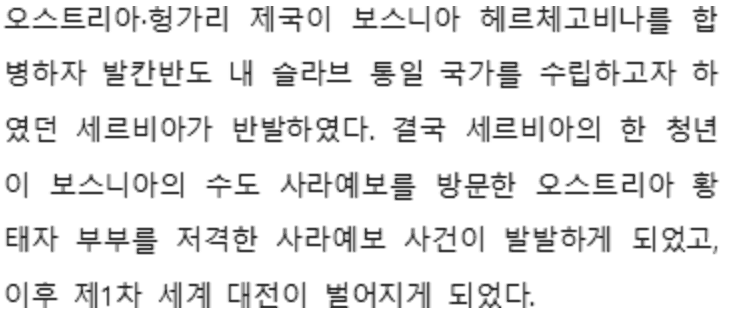 오스트리아·헝가리 제국이 보스니아 헤르체고비나를 합
병하자 발칸반도 내 슬라브 통일 국가를 수립하고자 하
였던 세르비아가 반발하였다. 결국 세르비아의 한 청년
이 보스니아의 수도 사라예보를 방문한 오스트리아 황
태자 부부를 저격한 사라예보 사건이 발발하게 되었고,
이후 제1차 세계 대전이 벌어지게 되었다.